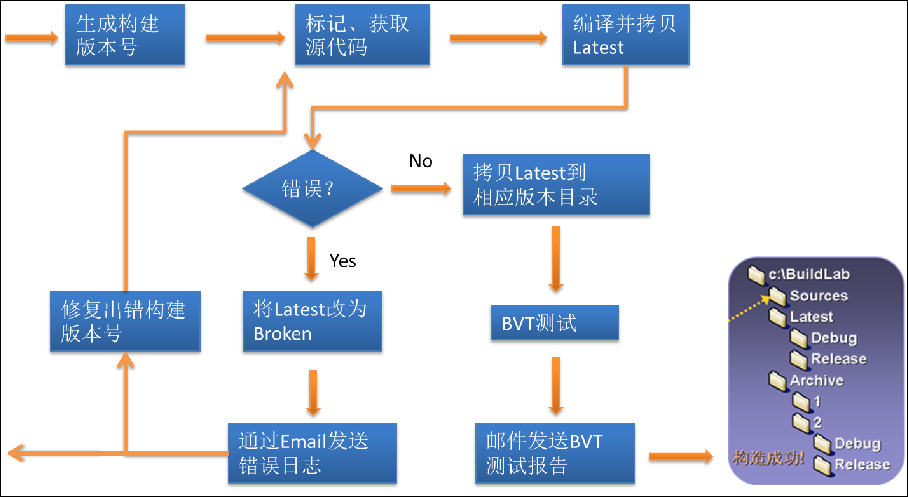 生成构建
版本号
标记、获取
源代码
编译并拷贝
Latest
错误?
No
拷贝Latest到
相应版本目录
Yes
修复出错构建
版本号
将Latest改为
Broken
BVT测试
通过Email发送
错误日志
邮件发送BVT
测试报告
c:\BuildLab
Sources
Latest
Debug
Release
Archive
1
2
Debug
构造成功!
Release